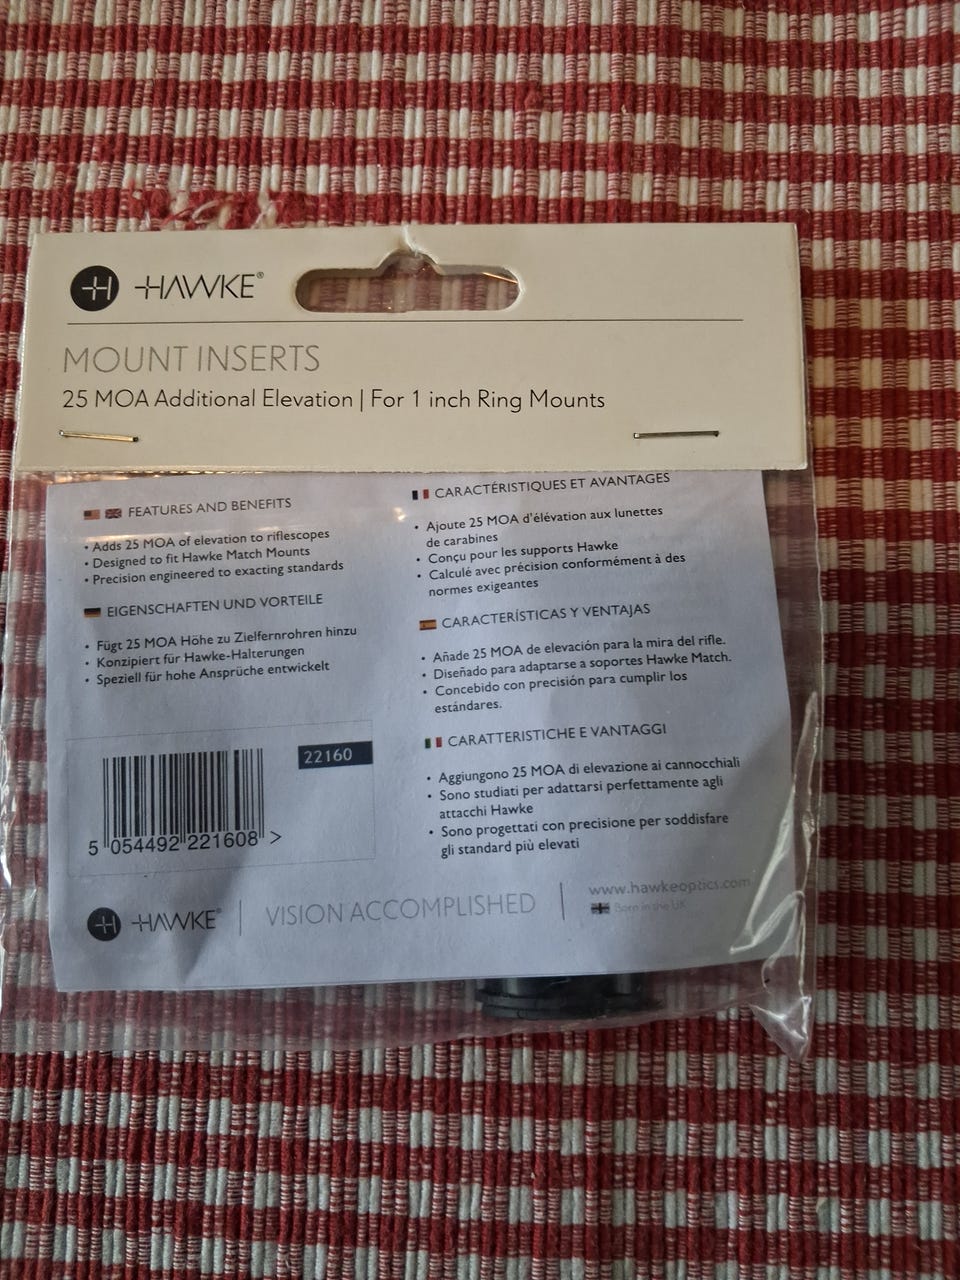 HAWKE®
MOUNT INSERTS
25 MOA Additional Elevation | For 1 inch Ring Mounts
FEATURES AND BENEFITS
• Adds 25 MOA of elevation to riflescopes
• Designed to fit Hawke Match Mounts
• Precision engineered to exacting standards
EIGENSCHAFTEN UND VORTEILE
• Fügt 25 MOA Höhe zu Zielfernrohren hinzu
• Konzipiert für Hawke-Halterungen
• Speziell für hohe Ansprüche entwickelt
22160
5 054492 221608 >
CARACTÉRISTIQUES ET AVANTAGES
• Ajoute 25 MOA d'élévation aux lunettes
de carabines
• Conçu pour les supports Hawke
• Calculé avec précision conformément à des
normes exigeantes
CARACTERÍSTICAS Y VENTAJAS
• Añade 25 MOA de elevación para la mira del rifle.
• Diseñado para adaptarse a soportes Hawke Match.
• Concebido con precisión para cumplir los
estándares.
CARATTERISTICHE E VANTAGGI
• Aggiungono 25 MOA di elevazione ai cannocchiali
• Sono studiati per adattarsi perfettamente agli
attacchi Hawke
• Sono progettati con precisione per soddisfare
gli standard più elevati
HAWKE® | VISION ACCOMPLISHED | www.hawkeoptics.com
Born in the UK